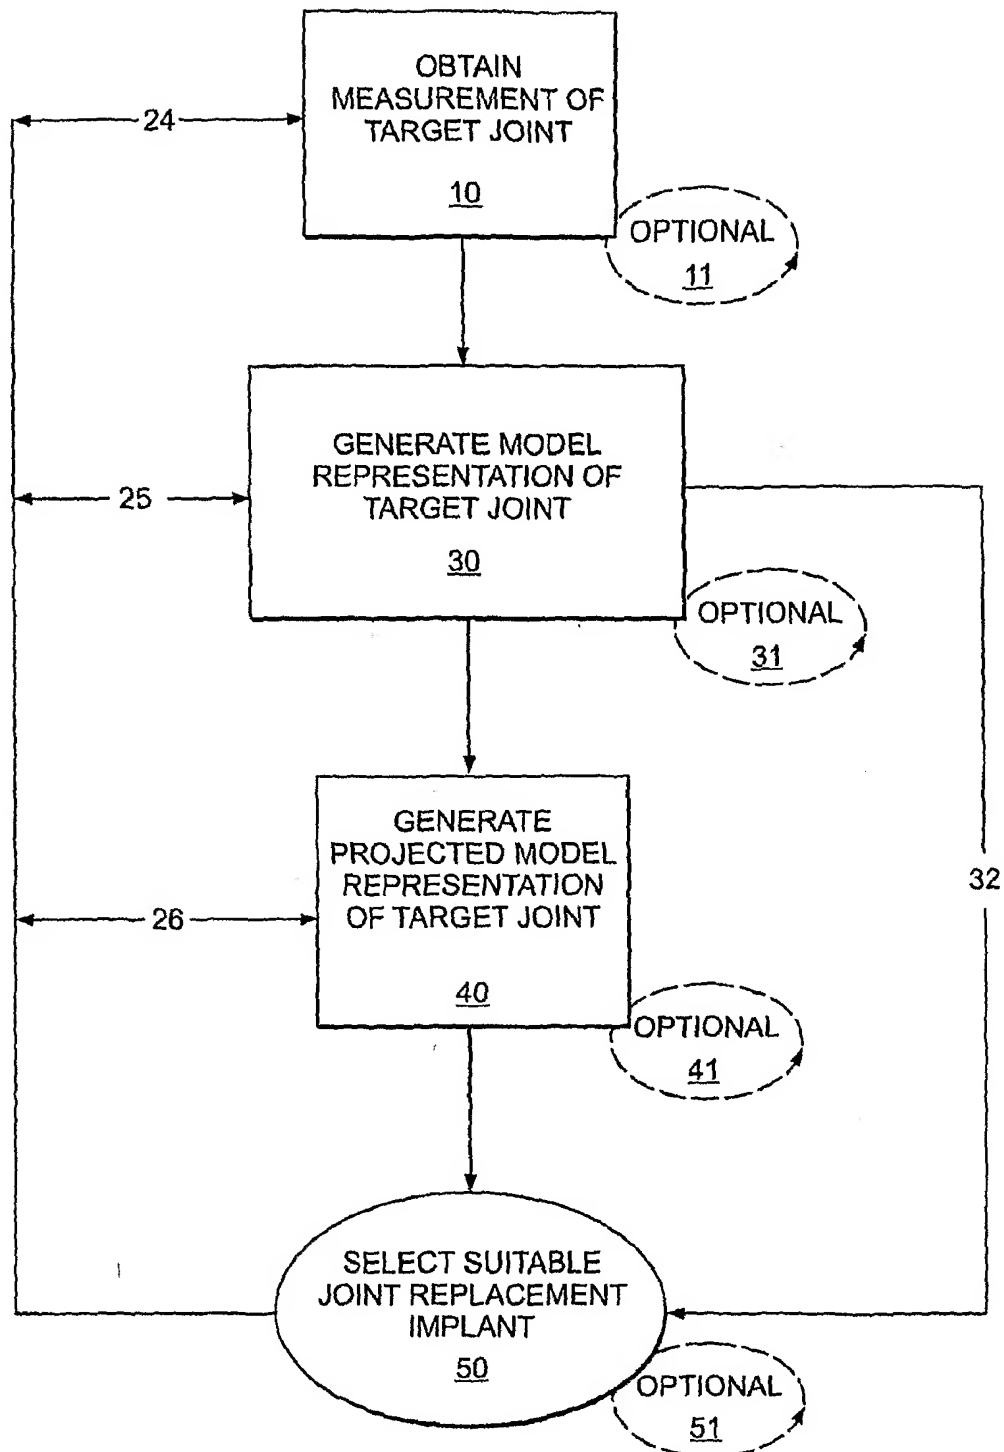 OBTAIN
MEASUREMENT OF
TARGET JOINT
10
24
OPTIONAL
11
GENERATE MODEL
REPRESENTATION OF
TARGET JOINT
30
25
OPTIONAL
31
GENERATE
PROJECTED MODEL
REPRESENTATION
OF TARGET JOINT
40
32
26
OPTIONAL
41
SELECT SUITABLE
JOINT REPLACEMENT
IMPLANT
50
OPTIONAL
51